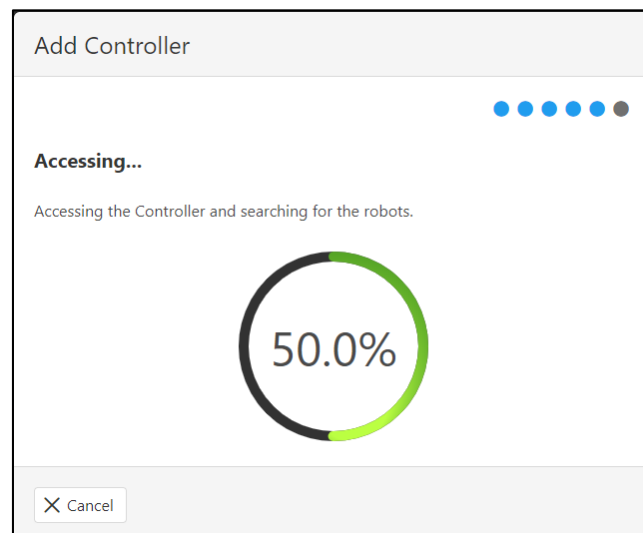 Add Controller
Accessing...
Accessing the Controller and searching for the robots.
50.0%
Cancel